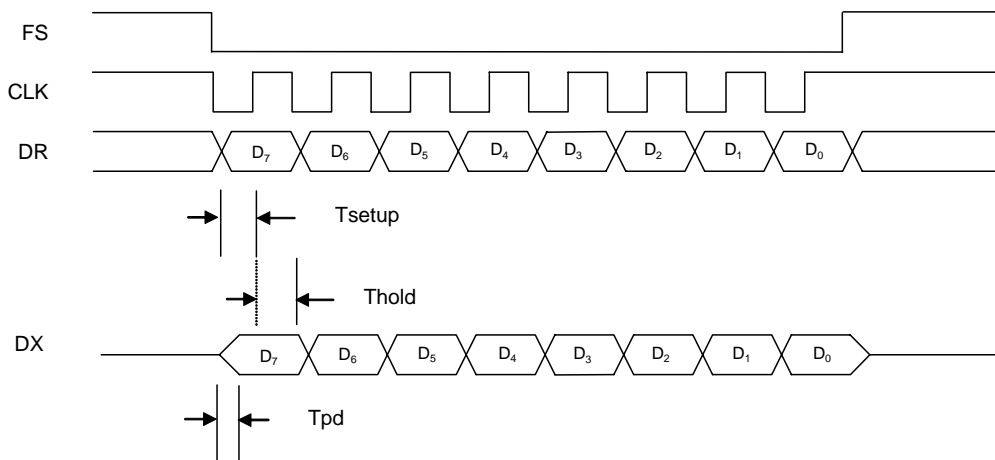 FS
CLK
DR
D₇ D₆ D₅ D₄ D₃ D₂ D₁ D₀
Tsetup
Thold
DX
D₇ D₆ D₅ D₄ D₃ D₂ D₁ D₀
Tpd